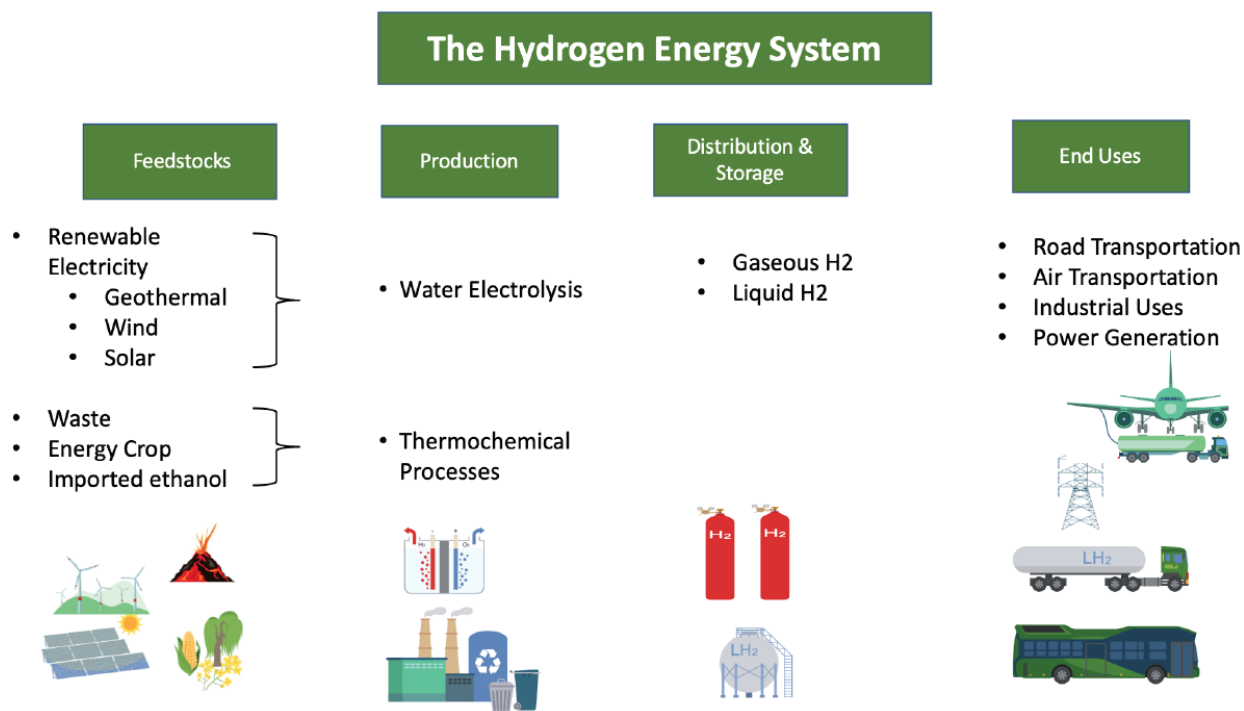 The Hydrogen Energy System
Feedstocks
Production
Distribution &
Storage
End Uses
• Renewable
Electricity
• Geothermal
• Wind
• Solar
• Waste
• Energy Crop
• Imported ethanol
• Water Electrolysis
• Thermochemical
Processes
• Gaseous H2
• Liquid H2
• Road Transportation
• Air Transportation
• Industrial Uses
• Power Generation
- +
H₂ O₂
H₂ H₂
LH₂
LH₂